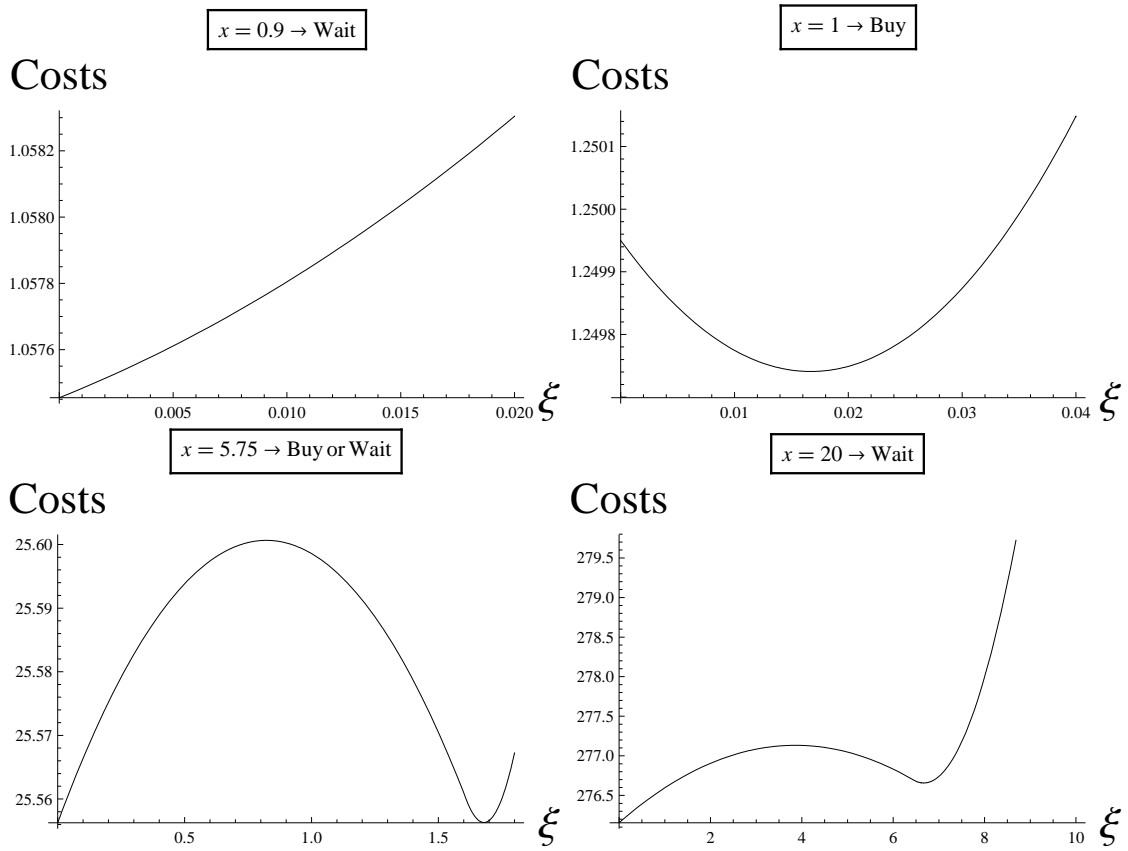 x = 0.9 → Wait
Costs
1.0582
1.0580
1.0578
1.0576
0.005 0.010 0.015 0.020 ξ
x = 1 → Buy
Costs
1.2501
1.2500
1.2499
1.2498
0.01 0.02 0.03 0.04 ξ
x = 5.75 → Buy or Wait
Costs
25.60
25.59
25.58
25.57
25.56
0.5 1.0 1.5 ξ
x = 20 → Wait
Costs
279.5
279.0
278.5
278.0
277.5
277.0
276.5
2 4 6 8 10 ξ